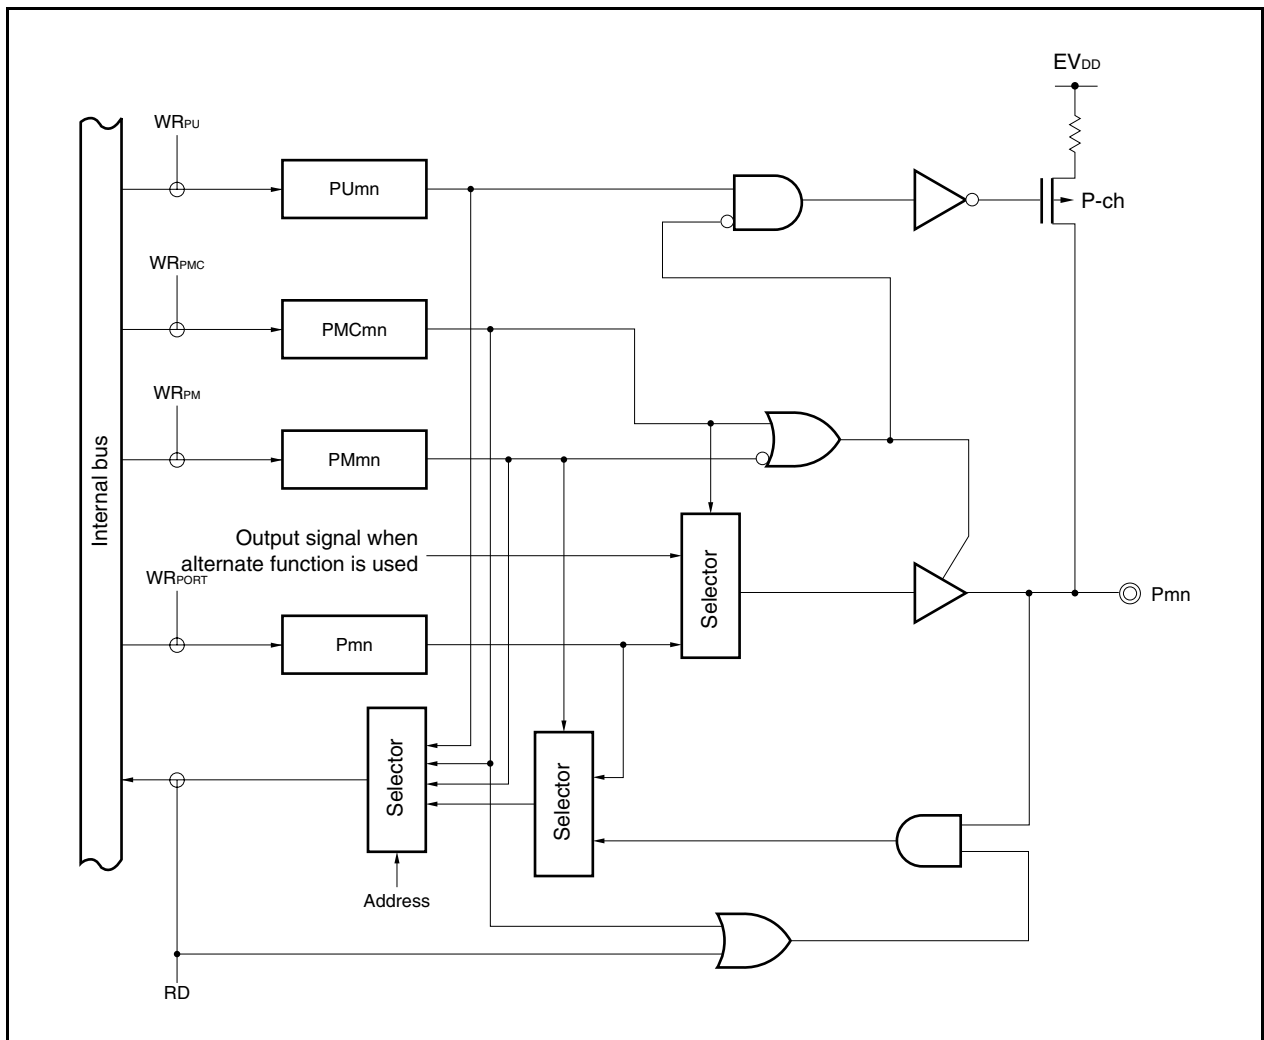 EVDD
WRPU
PUmn
P-ch
WRPMC
PMCmn
WRPM
PMmn
Internal bus
Output signal when
alternate function is used
WRPORT
Selector
Pmn
Pmn
Selector
Selector
Address
RD